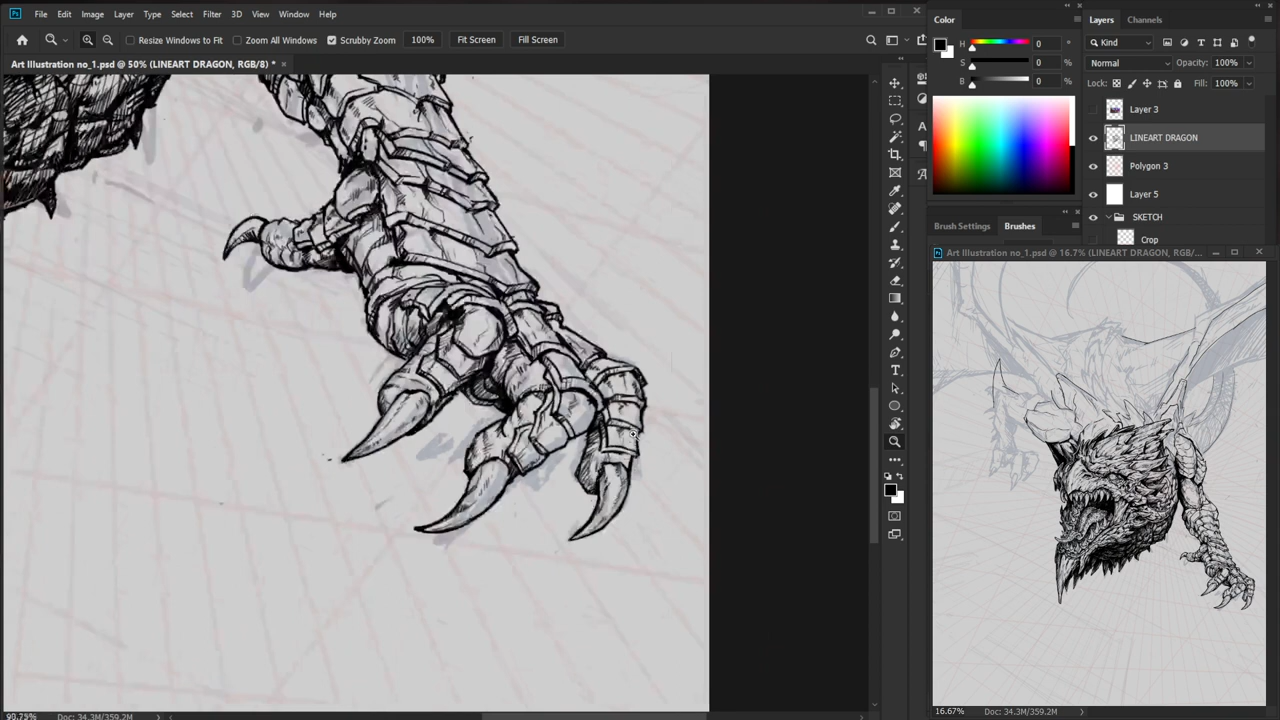 Ps File Edit Image Layer Type Select Filter 3D View Window Help
Resize Windows to Fit Zoom All Windows Scrubby Zoom 100% Fit Screen Fill Screen
Art Illustration no_1.psd @ 50% (LINEART DRAGON, RGB/8) * ×
Color
H 0 °
S 0 %
B 0 %
Brush Settings Brushes
Layers Channels
Kind
Normal Opacity: 100%
Lock: Fill: 100%
Layer 3
LINEART DRAGON
Polygon 3
Layer 5
SKETCH
Crop
Ps Art Illustration no_1.psd @ 16.7% (LINEART DRAGON, RGB/...
16.67% Doc: 34.3M/359.2M
Doc: 34.3M/359.2M